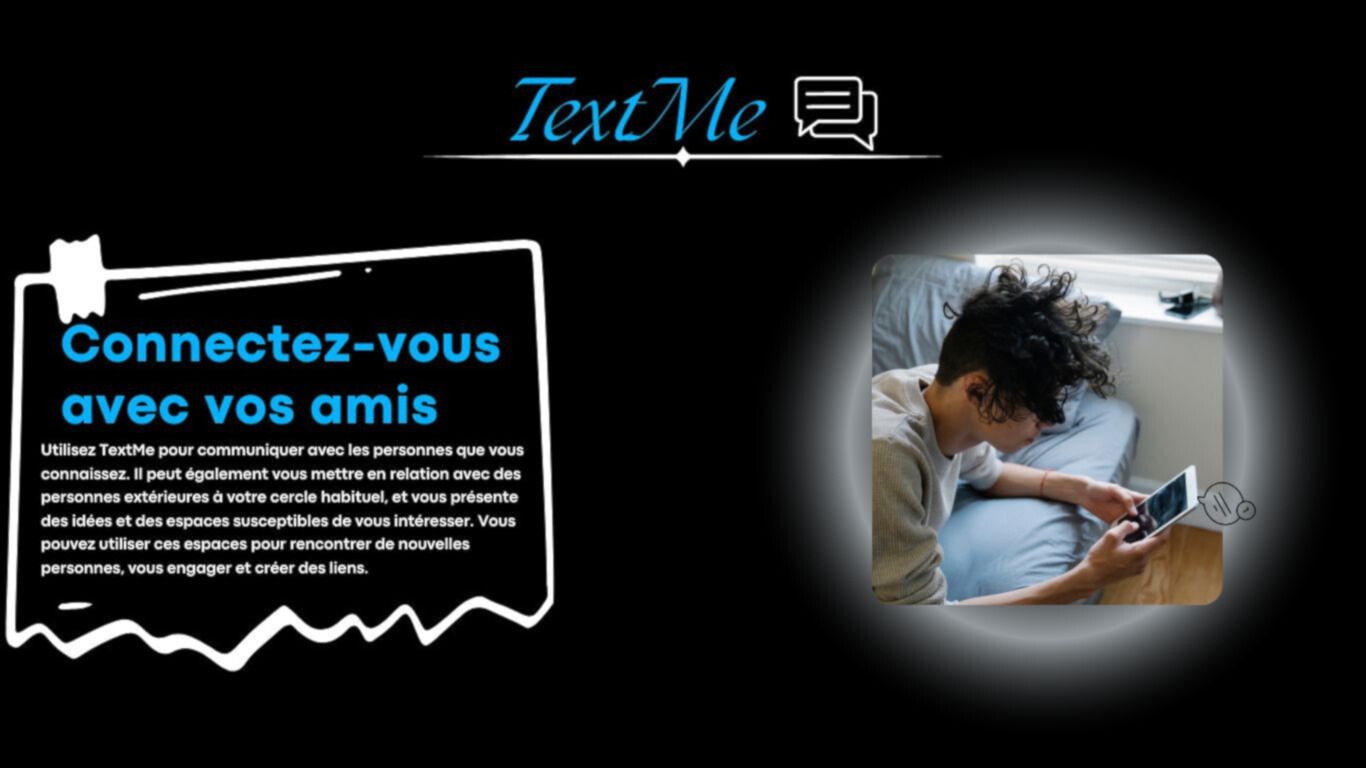 TextMe
Connectez-vous
avec vos amis
Utilisez TextMe pour communiquer avec les personnes que vous
connaissez. Il peut également vous mettre en relation avec des
personnes extérieures à votre cercle habituel, et vous présente
des idées et des espaces susceptibles de vous intéresser. Vous
pouvez utiliser ces espaces pour rencontrer de nouvelles
personnes, vous engager et créer des liens.